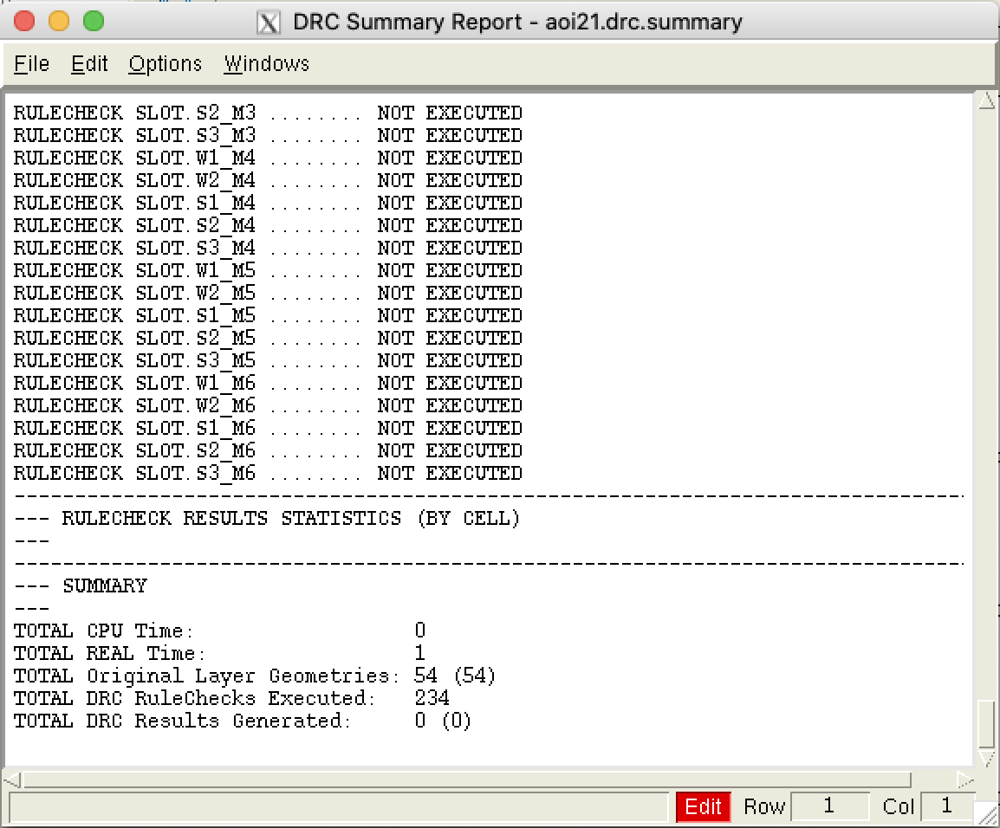 DRC Summary Report - aoi21.drc.summary
File Edit Options Windows
RULECHECK SLOT.S2_M3 ........ NOT EXECUTED
RULECHECK SLOT.S3_M3 ........ NOT EXECUTED
RULECHECK SLOT.W1_M4 ........ NOT EXECUTED
RULECHECK SLOT.W2_M4 ........ NOT EXECUTED
RULECHECK SLOT.S1_M4 ........ NOT EXECUTED
RULECHECK SLOT.S2_M4 ........ NOT EXECUTED
RULECHECK SLOT.S3_M4 ........ NOT EXECUTED
RULECHECK SLOT.W1_M5 ........ NOT EXECUTED
RULECHECK SLOT.W2_M5 ........ NOT EXECUTED
RULECHECK SLOT.S1_M5 ........ NOT EXECUTED
RULECHECK SLOT.S2_M5 ........ NOT EXECUTED
RULECHECK SLOT.S3_M5 ........ NOT EXECUTED
RULECHECK SLOT.W1_M6 ........ NOT EXECUTED
RULECHECK SLOT.W2_M6 ........ NOT EXECUTED
RULECHECK SLOT.S1_M6 ........ NOT EXECUTED
RULECHECK SLOT.S2_M6 ........ NOT EXECUTED
RULECHECK SLOT.S3_M6 ........ NOT EXECUTED
------------------------------------------------------------------------------
--- RULECHECK RESULTS STATISTICS (BY CELL)
---
------------------------------------------------------------------------------
--- SUMMARY
---
TOTAL CPU Time: 0
TOTAL REAL Time: 1
TOTAL Original Layer Geometries: 54 (54)
TOTAL DRC RuleChecks Executed: 234
TOTAL DRC Results Generated: 0 (0)
Edit Row 1 Col 1